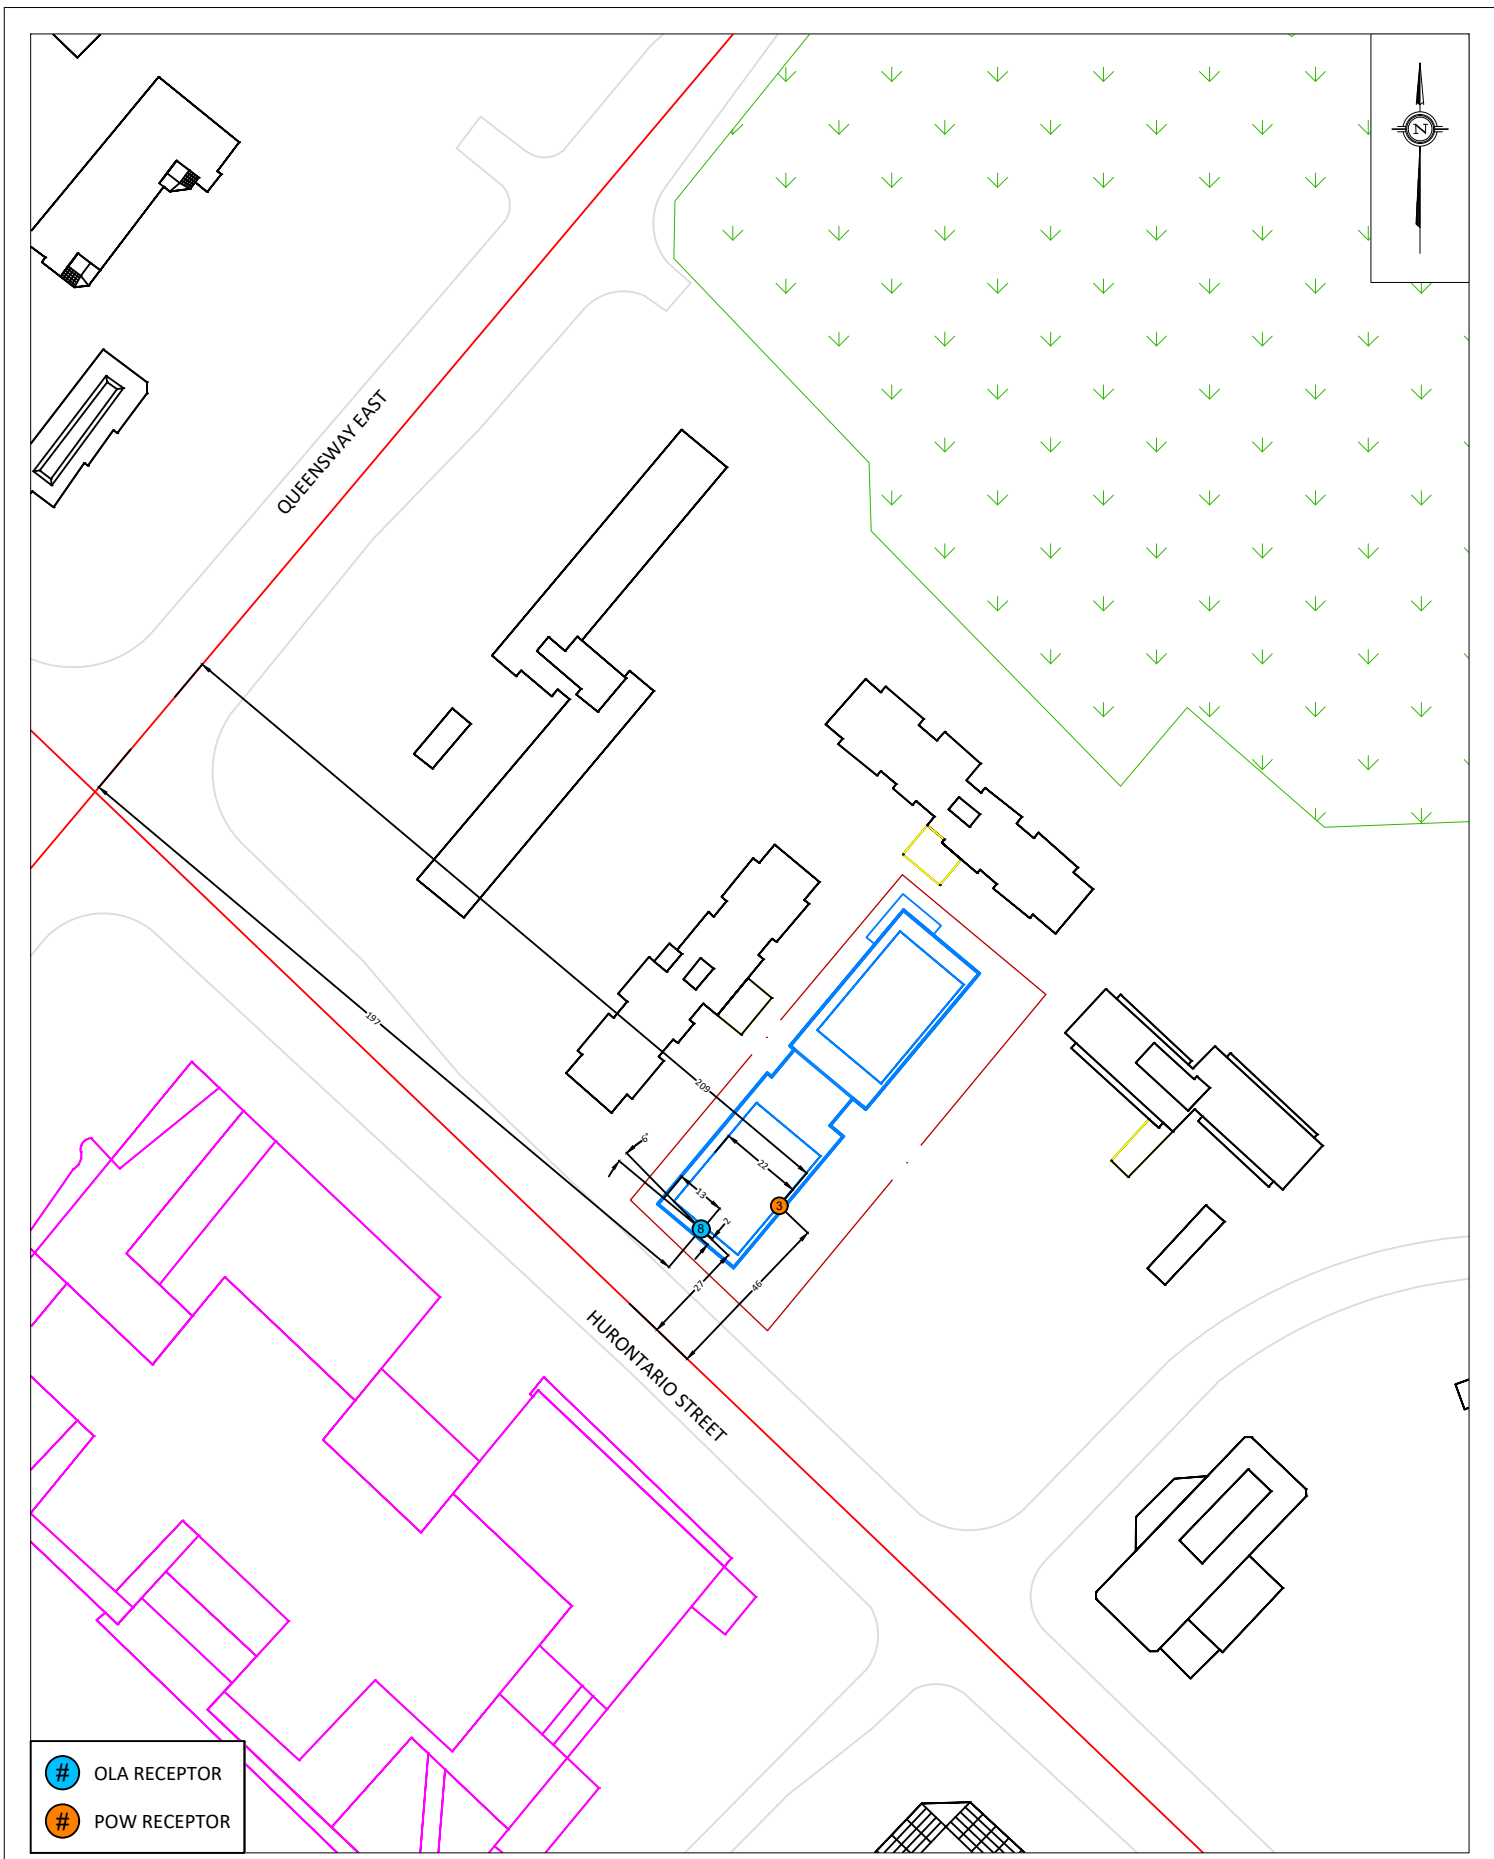 N
QUEENSWAY EAST
197
209
6°
22
13
3
8
2
27
46
HURONTARIO STREET
# OLA RECEPTOR
# POW RECEPTOR